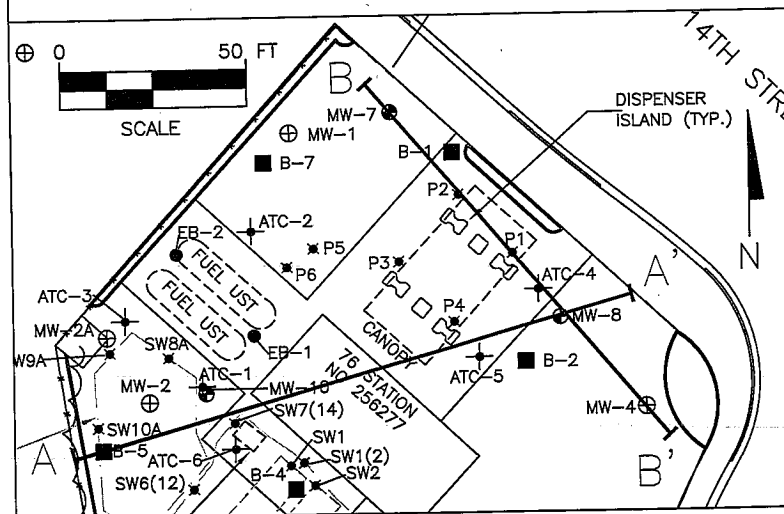 0 50 FT
SCALE
14TH STRE
B
MW-7
MW-1
DISPENSER
ISLAND (TYP.)
B-1
B-7
P2
ATC-2
EB-2
P5
P6
P3
P1
N
FUEL UST
FUEL UST
ATC-4
A'
ATC-3
MW-2A
P4
MW-8
W9A
SW8A
EB-1
CANOPY
ATC-5
B-2
76 STATION
NO. 256277
ATC-1
MW-10
MW-2
SW7(14)
MW-4
SW10A
A
B-5
ATC-6
SW1
SW1(2)
B'
B-4
SW2
SW6(12)